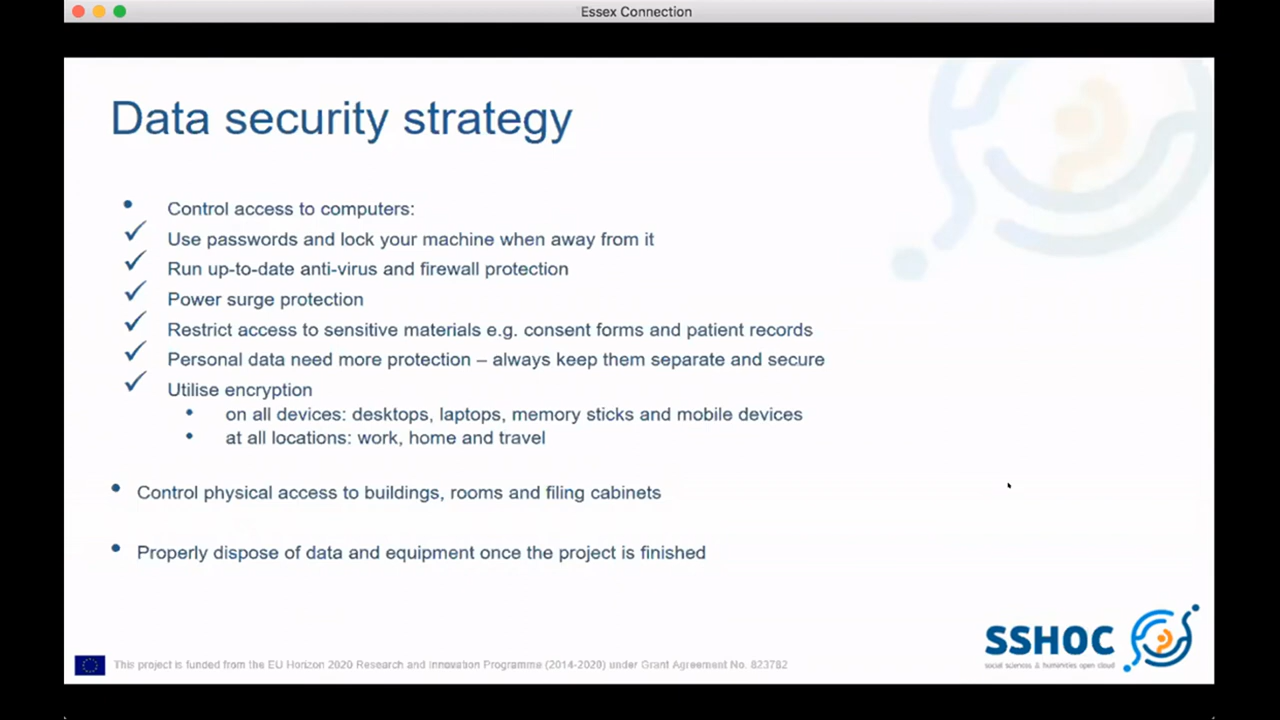 Essex Connection
Data security strategy
• Control access to computers:
✓ Use passwords and lock your machine when away from it
✓ Run up-to-date anti-virus and firewall protection
✓ Power surge protection
✓ Restrict access to sensitive materials e.g. consent forms and patient records
✓ Personal data need more protection – always keep them separate and secure
✓ Utilise encryption
• on all devices: desktops, laptops, memory sticks and mobile devices
• at all locations: work, home and travel
• Control physical access to buildings, rooms and filing cabinets
• Properly dispose of data and equipment once the project is finished
SSHOC
social sciences & humanities open cloud
This project is funded from the EU Horizon 2020 Research and Innovation Programme (2014-2020) under Grant Agreement No. 823782